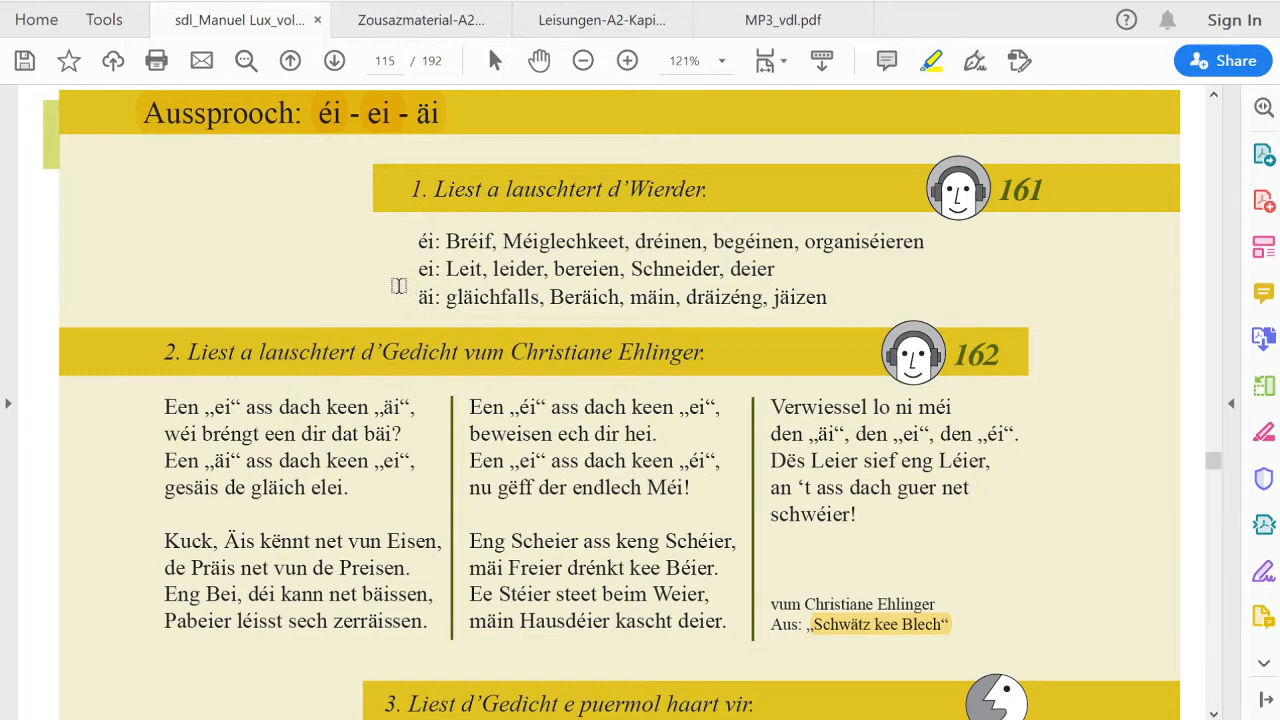 Home
Tools
sdl_Manuel Lux_vol...
×
Zousazmaterial-A2...
Leisungen-A2-Kapi...
MP3_vdl.pdf
?
Sign In
115 / 192
121%
Share
Aussprooch: éi - ei - äi
1. Liest a lauschtert d’Wierder.
161
éi: Bréif, Méiglechkeet, dréinen, begéinen, organiséieren
ei: Leit, leider, bereien, Schneider, deier
äi: gläichfalls, Beräich, mäin, dräizéng, jäizen
2. Liest a lauschtert d’Gedicht vum Christiane Ehlinger.
162
Een „ei“ ass dach keen „äi“,
wéi bréngt een dir dat bäi?
Een „äi“ ass dach keen „ei“,
gesäis de gläich elei.
Kuck, Äis kënnt net vun Eisen,
de Präis net vun de Preisen.
Eng Bei, déi kann net bäissen,
Pabeier léisst sech zerräissen.
Een „éi“ ass dach keen „ei“,
beweisen ech dir hei.
Een „ei“ ass dach keen „éi“,
nu gëff der endlech Méi!
Eng Scheier ass keng Schéier,
mäi Freier drénkt kee Béier.
Ee Stéier steet beim Weier,
mäin Hausdéier kascht deier.
Verwiessel lo ni méi
den „äi“, den „ei“, den „éi“.
Dës Leier sief eng Léier,
an ‘t ass dach guer net
schwéier!
vum Christiane Ehlinger
Aus: „Schwätz kee Blech“
3. Liest d’Gedicht e puermol haart vir.